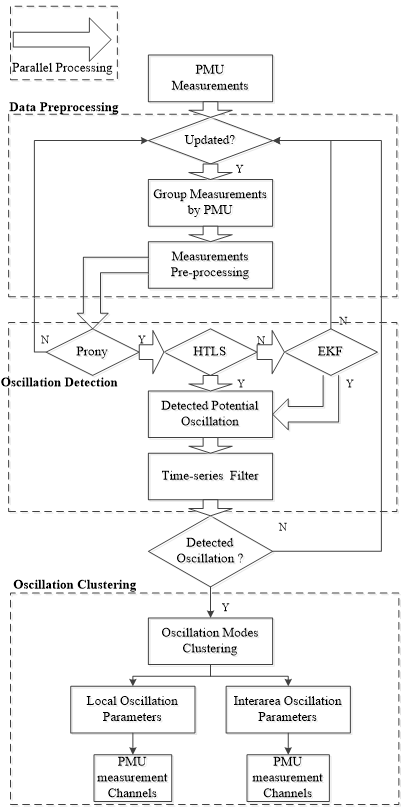 Parallel Processing
PMU
Measurements
Data Preprocessing
Updated?
Y
Group Measurements
by PMU
Measurements
Pre-processing
N
N
Prony
Y
HTLS
N
EKF
Oscillation Detection
Y
Y
Detected Potential
Oscillation
Time-series Filter
N
Detected
Oscillation ?
Oscillation Clustering
Y
Oscillation Modes
Clustering
Local Oscillation
Parameters
Interarea Oscillation
Parameters
PMU
measurement
Channels
PMU
measurement
Channels